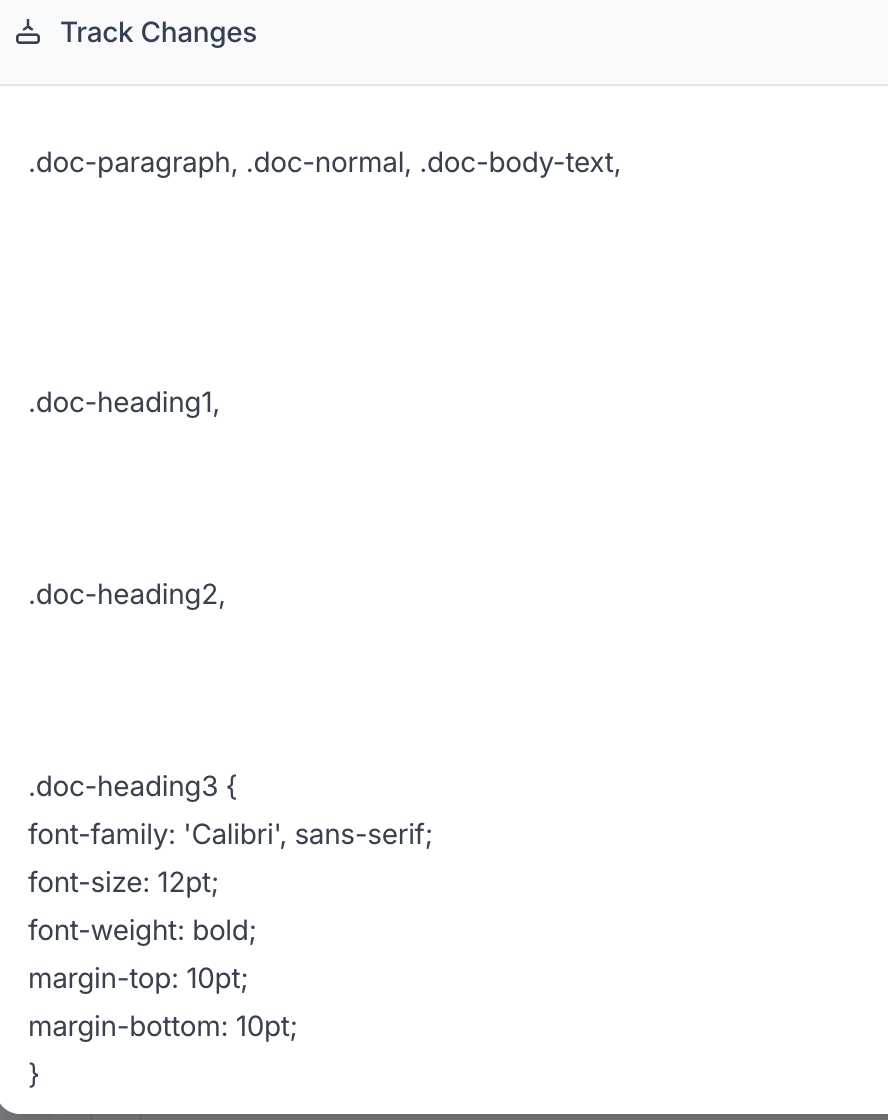 Track Changes
.doc-paragraph, .doc-normal, .doc-body-text,
.doc-heading1,
.doc-heading2,
.doc-heading3 {
font-family: 'Calibri', sans-serif;
font-size: 12pt;
font-weight: bold;
margin-top: 10pt;
margin-bottom: 10pt;
}